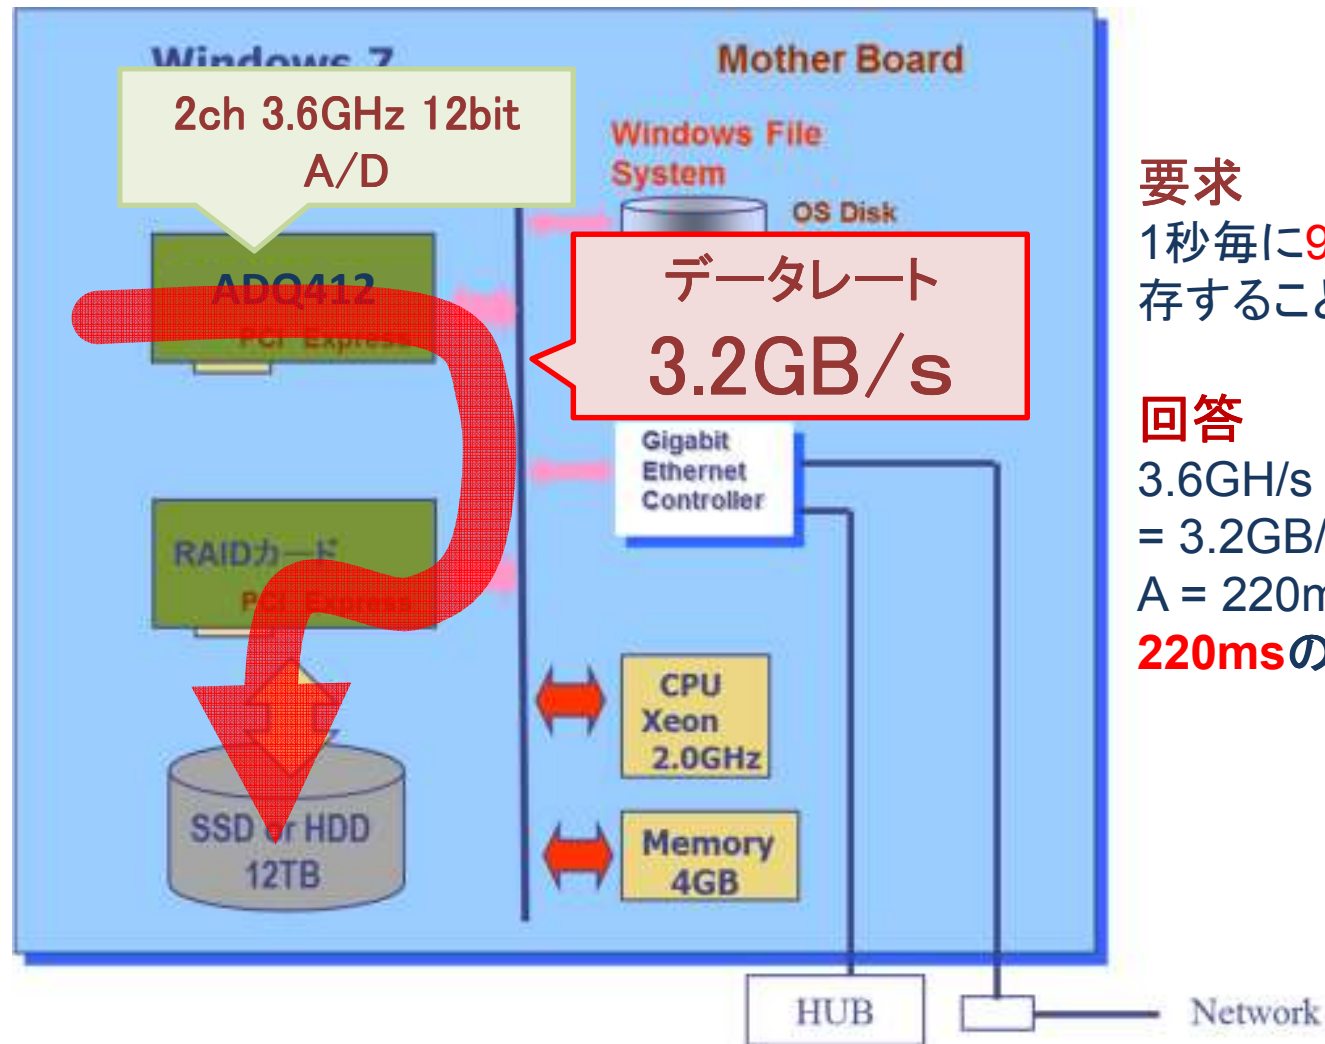 Windows 7
Mother Board
2ch 3.6GHz 12bit
A/D
Windows File
System
OS Disk
ADQ412
PCI Express
データレート
3.2GB/s
Gigabit
Ethernet
Controller
RAIDカード
PCI Express
CPU
Xeon
2.0GHz
SSD or HDD
12TB
Memory
4GB
HUB
Network
要求
1秒毎に9
存すること
回答
3.6GH/s
= 3.2GB/
A = 220m
220msの